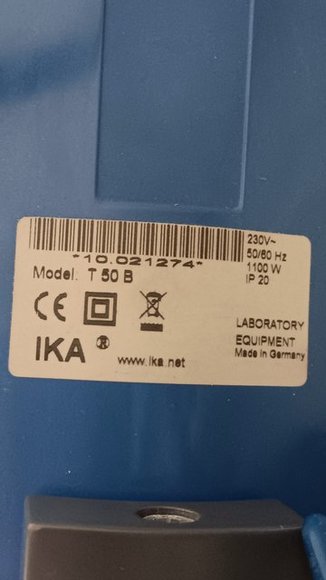 *10.021274*
230V~
50/60 Hz
1100 W
IP 20
Model: T 50 B
CE
IKA ®
www.ika.net
LABORATORY
EQUIPMENT
Made in Germany